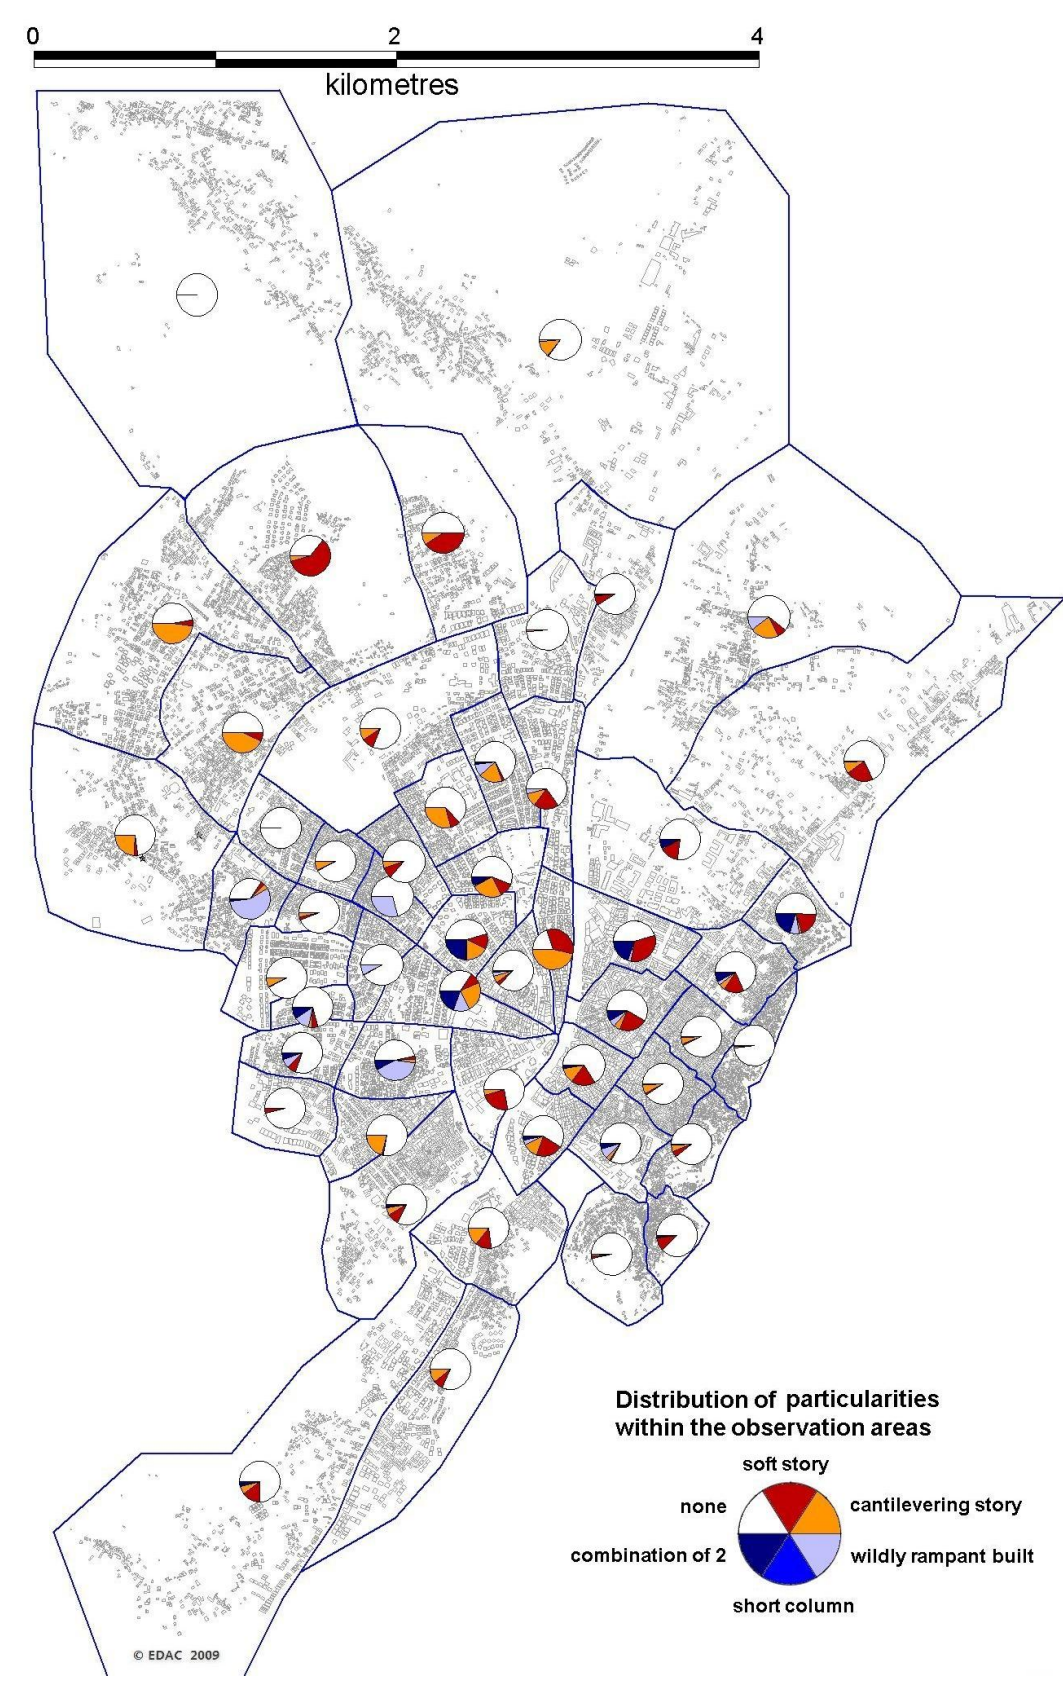 0 2 4
kilometres
Distribution of particularities
within the observation areas
soft story
none
cantilevering story
combination of 2
wildly rampant built
short column
© EDAC 2009